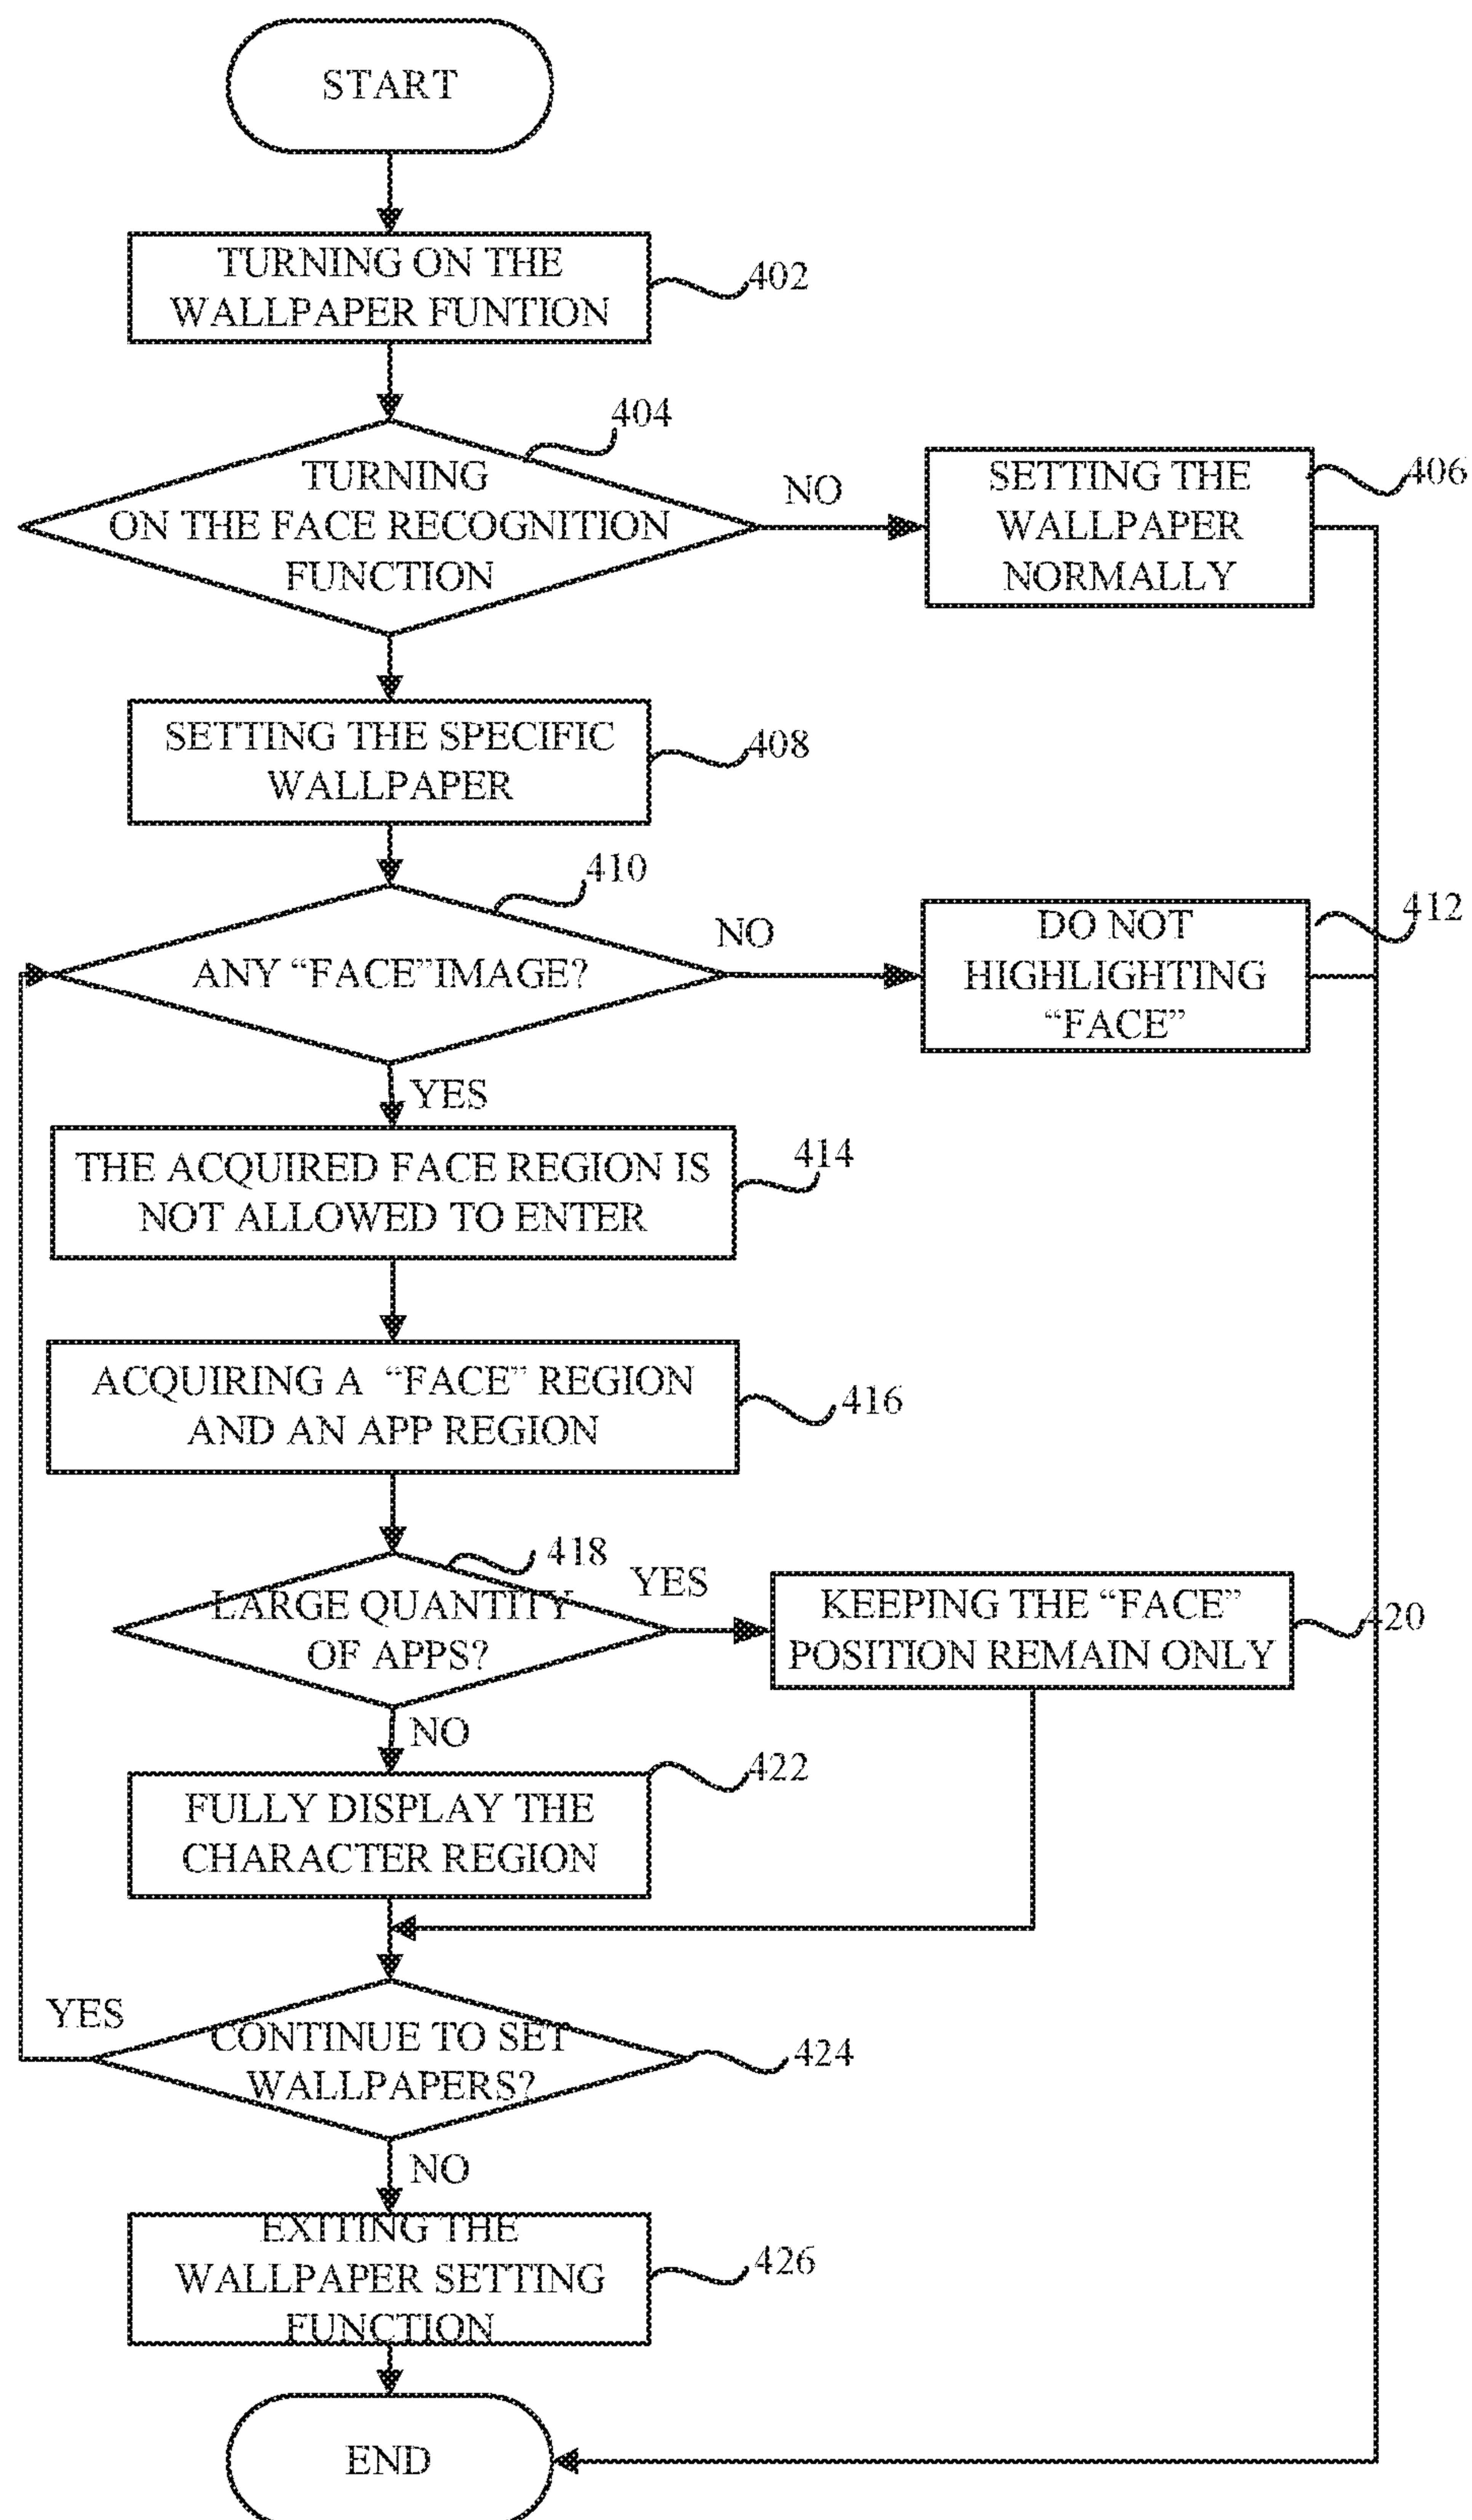 START
TURNING ON THE
WALLPAPER FUNTION
402
404
TURNING
ON THE FACE RECOGNITION
FUNCTION
NO
SETTING THE
WALLPAPER
NORMALLY
406
SETTING THE SPECIFIC
WALLPAPER
408
410
ANY “FACE”IMAGE?
NO
DO NOT
HIGHLIGHTING
“FACE”
412
YES
THE ACQUIRED FACE REGION IS
NOT ALLOWED TO ENTER
414
ACQUIRING A “FACE” REGION
AND AN APP REGION
416
418
LARGE QUANTITY
OF APPS?
YES
KEEPING THE “FACE”
POSITION REMAIN ONLY
420
NO
422
FULLY DISPLAY THE
CHARACTER REGION
YES
CONTINUE TO SET
WALLPAPERS?
424
NO
EXITING THE
WALLPAPER SETTING
FUNCTION
426
END